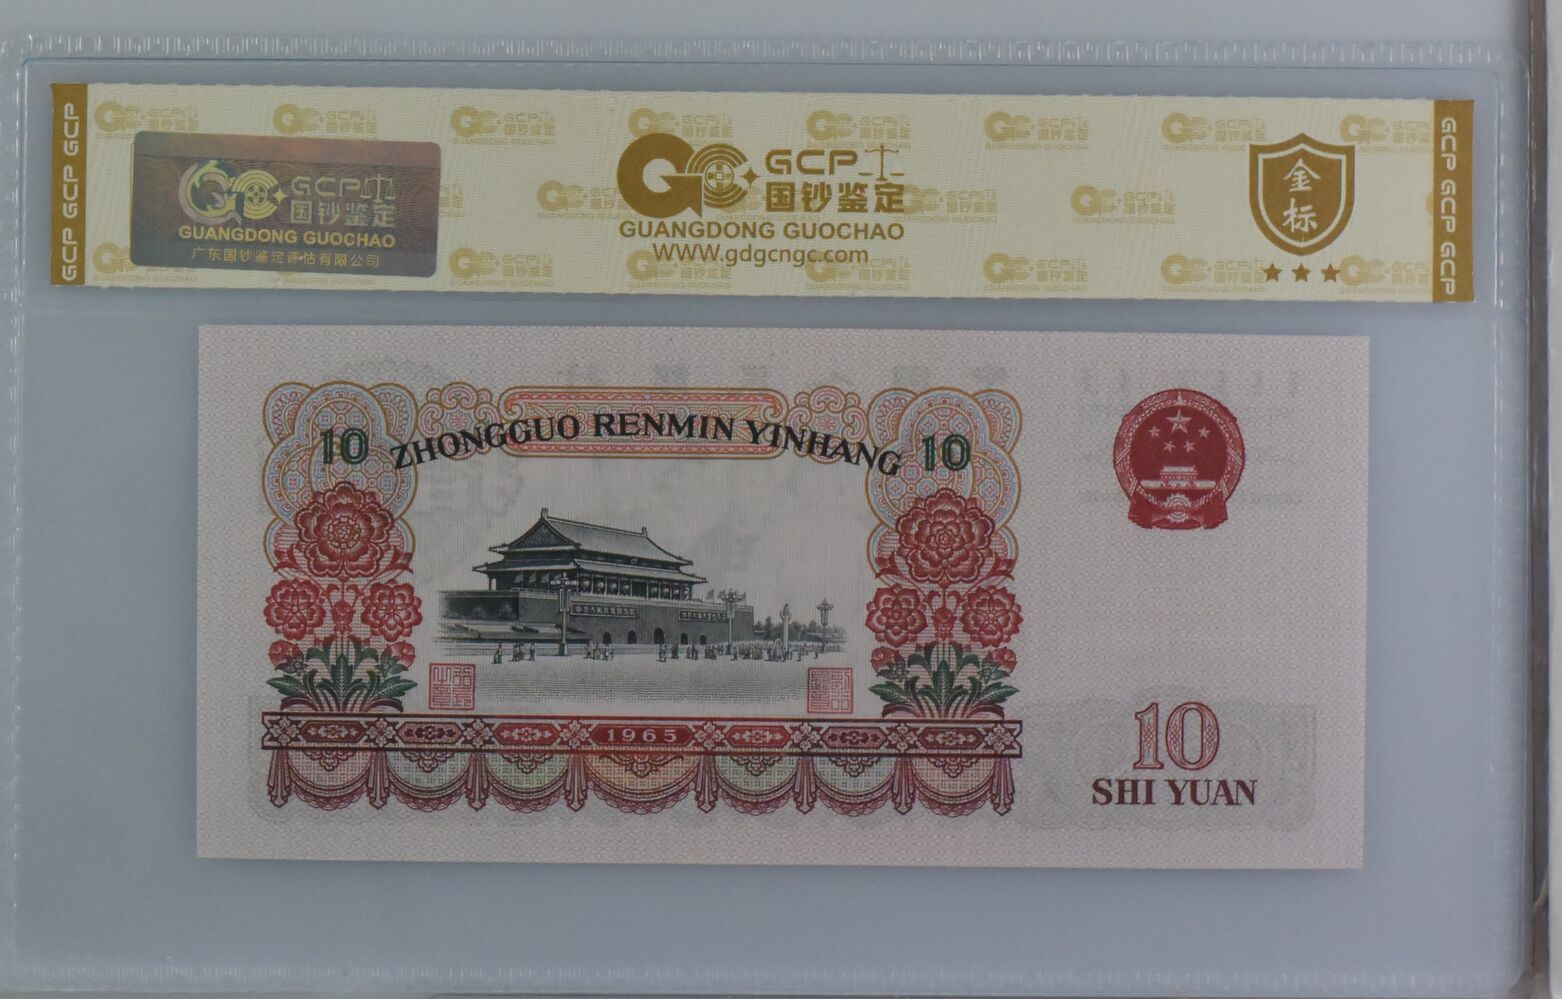 GCP GCP GCP
GCP
国钞鉴定
GUANGDONG GUOCHAO
广东国钞鉴定评估有限公司
GCP
国钞鉴定
GUANGDONG GUOCHAO
WWW.gdgcngc.com
金标
GCP GCP GCP
10 ZHONGGUO RENMIN YINHANG 10
1965
10
SHI YUAN